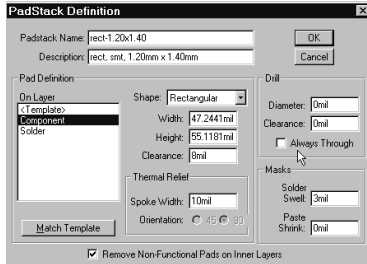 PadStack Definition
Padstack Name: rect-1.20x1.40
OK
Description: rect, smt, 1.20mm x 1.40mm
Cancel
Pad Definition
On Layer
<Template>
Component
Solder
Match Template
Shape: Rectangular
Width: 47.2441mil
Height: 55.1181mil
Clearance: 8mil
Thermal Relief
Spoke Width: 10mil
Orientation: 45 90
Drill
Diameter: 0mil
Clearance: 0mil
Always Through
Masks
Solder
Swell: 3mil
Paste
Shrink: 0mil
Remove Non-Functional Pads on Inner Layers